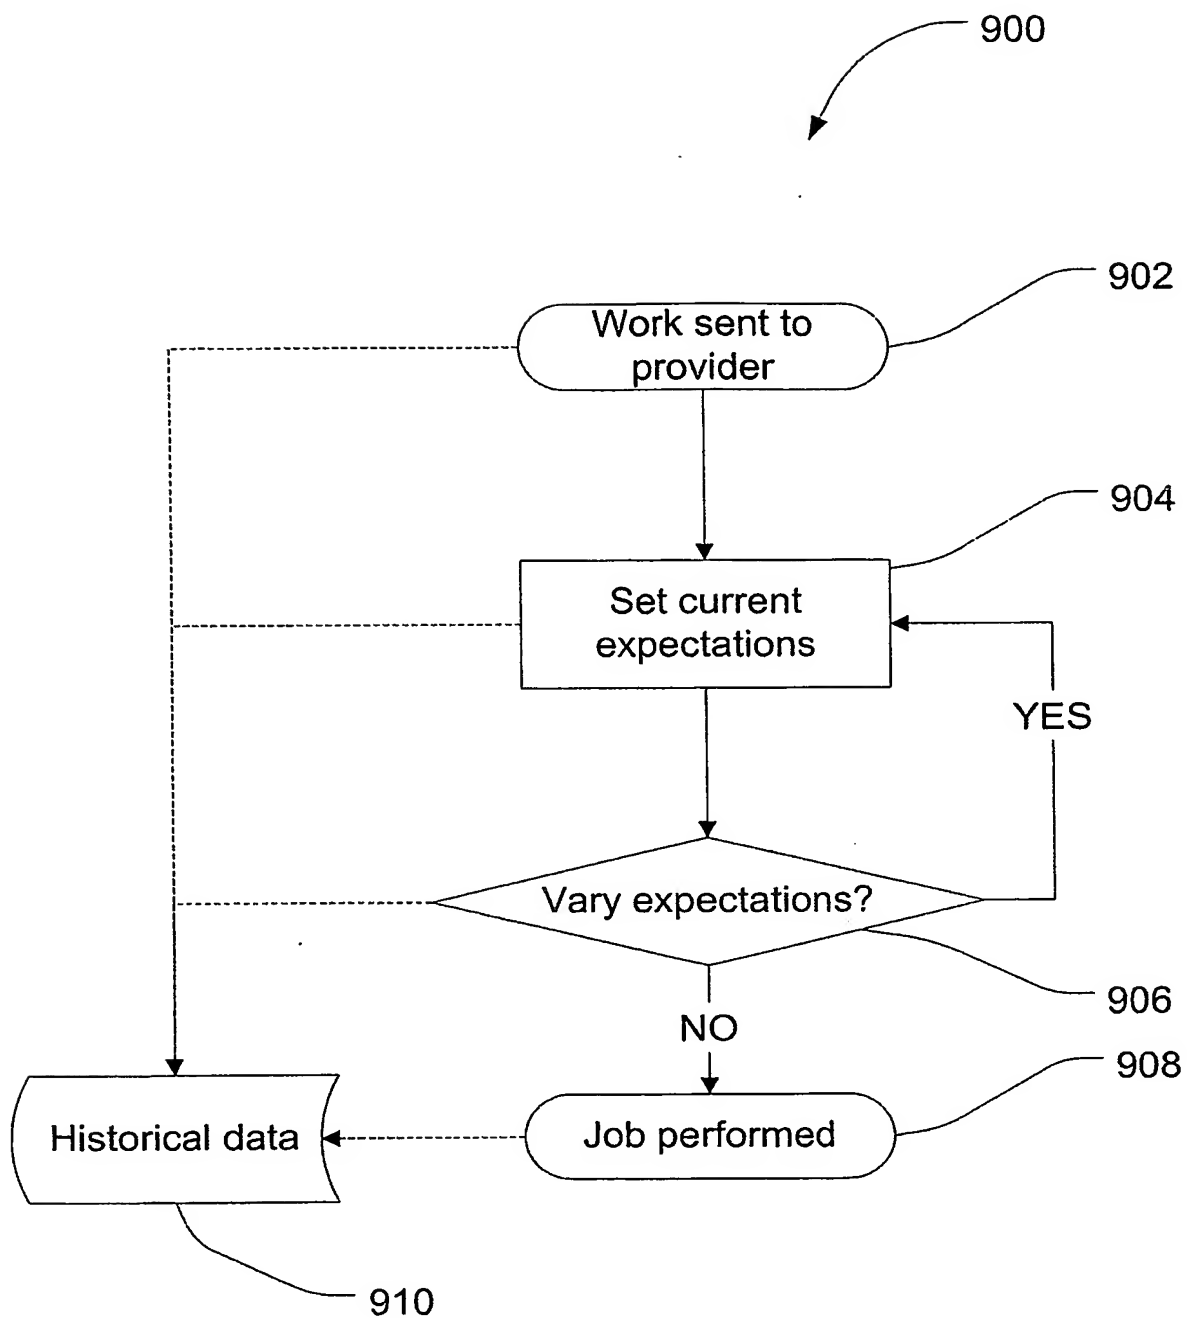 900
902
Work sent to
provider
904
Set current
expectations
YES
Vary expectations?
906
NO
908
Historical data
Job performed
910